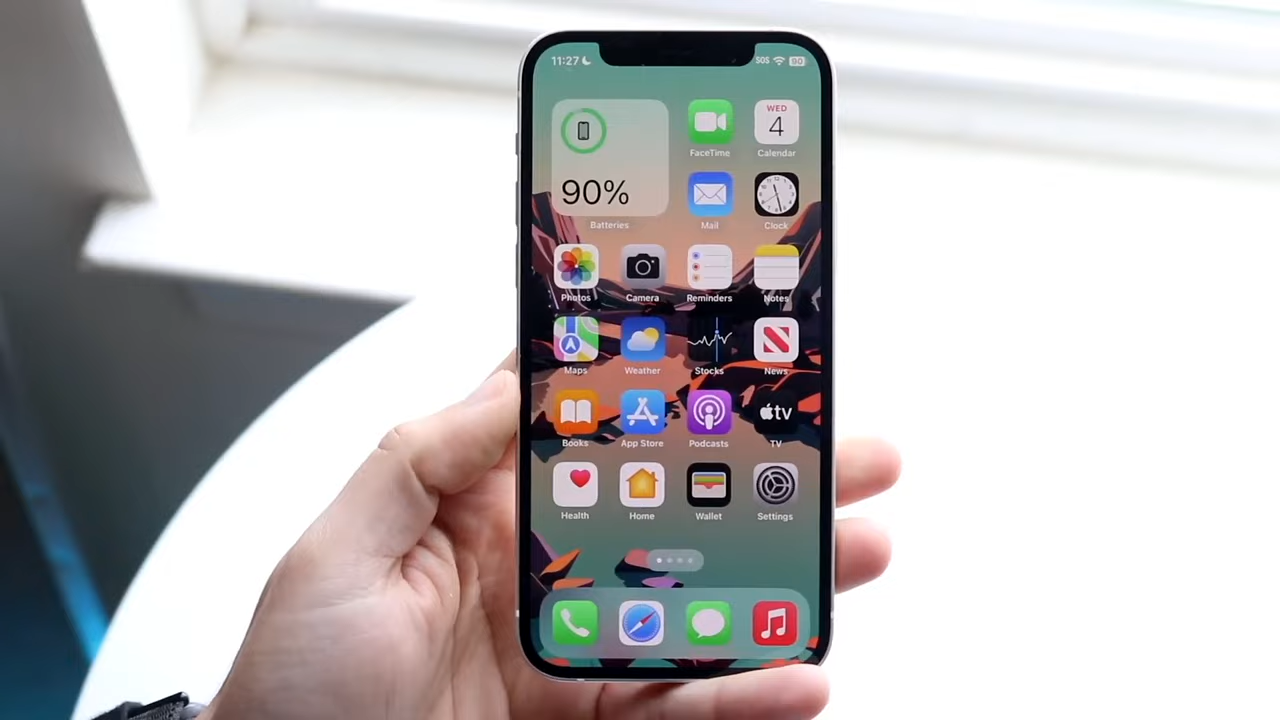 11:27
SOS 90
90%
Batteries
FaceTime
WED
4
Calendar
Mail
Clock
Photos
Camera
Reminders
Notes
Maps
Weather
Stocks
News
Books
App Store
Podcasts
tv
TV
Health
Home
Wallet
Settings